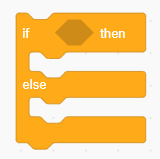 if then
else